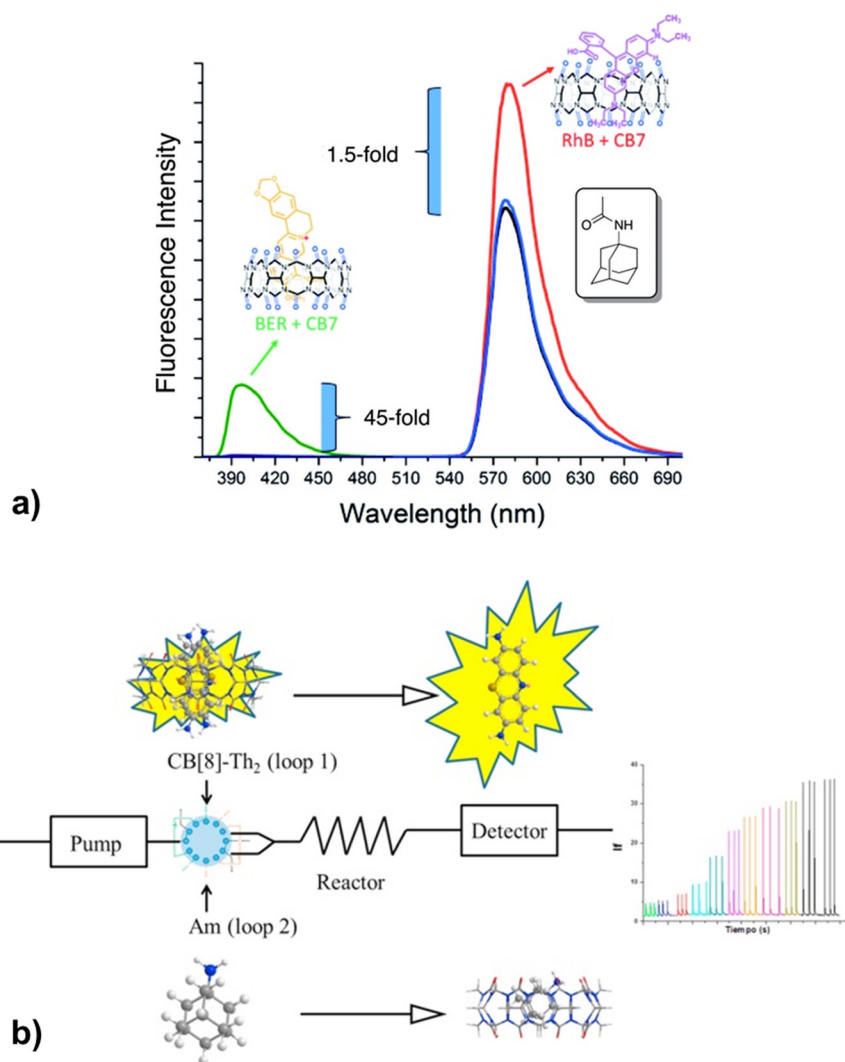 RhB + CB7
1.5-fold
O
NH
BER + CB7
45-fold
Fluorescence Intensity
390 420 450 480 510 540 570 600 630 660 690
Wavelength (nm)
a)
CB[8]-Th2 (loop 1)
Pump
Reactor
Detector
Am (loop 2)
If
40
30
20
10
0
Tiempo (s)
b)